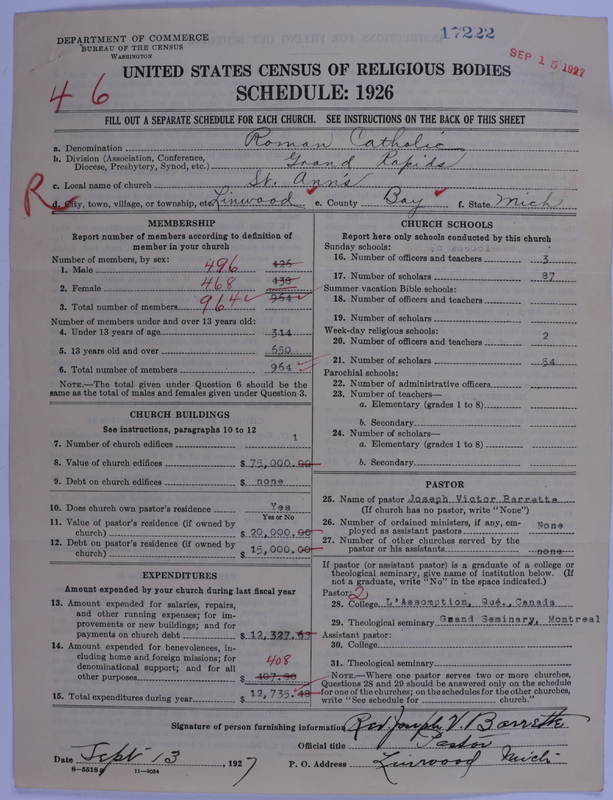 DEPARTMENT OF COMMERCE
BUREAU OF THE CENSUS
WASHINGTON
17222
SEP 15 1927
4 6
UNITED STATES CENSUS OF RELIGIOUS BODIES
SCHEDULE: 1926
FILL OUT A SEPARATE SCHEDULE FOR EACH CHURCH. SEE INSTRUCTIONS ON THE BACK OF THIS SHEET
a. Denomination Roman Catholic
b. Division (Association, Conference, Diocese, Presbytery, Synod, etc.) Grand Rapids
c. Local name of church St. Ann's
R
d. City, town, village, or township, etc. Linwood e. County Bay f. State Mich
MEMBERSHIP
Report number of members according to definition of
member in your church
Number of members, by sex:
1. Male 496 425
2. Female 468 438
3. Total number of members 964 954
Number of members under and over 13 years old:
4. Under 13 years of age 314
5. 13 years old and over 650
6. Total number of members 964
NOTE.—The total given under Question 6 should be the
same as the total of males and females given under Question 3.
CHURCH BUILDINGS
See instructions, paragraphs 10 to 12
7. Number of church edifices 1
8. Value of church edifices $ 75,000.00
9. Debt on church edifices $ none
10. Does church own pastor's residence Yes
Yes or No
11. Value of pastor's residence (if owned by
church) $ 20,000.00
12. Debt on pastor's residence (if owned by
church) $ 15,000.00
EXPENDITURES
Amount expended by your church during last fiscal year
13. Amount expended for salaries, repairs,
and other running expenses; for im-
provements or new buildings; and for
payments on church debt $ 12,327.63
14. Amount expended for benevolences, in-
cluding home and foreign missions; for
denominational support; and for all
other purposes $ 408 407.80
15. Total expenditures during year $ 12,735.43
CHURCH SCHOOLS
Report here only schools conducted by this church
Sunday schools:
16. Number of officers and teachers 3
17. Number of scholars 87
Summer vacation Bible schools:
18. Number of officers and teachers
19. Number of scholars
Week-day religious schools:
20. Number of officers and teachers 2
21. Number of scholars 54
Parochial schools:
22. Number of administrative officers
23. Number of teachers—
a. Elementary (grades 1 to 8)
b. Secondary
24. Number of scholars—
a. Elementary (grades 1 to 8)
b. Secondary
PASTOR
25. Name of pastor Joseph Victor Barrette
(If church has no pastor, write "None")
26. Number of ordained ministers, if any, em-
ployed as assistant pastors None
27. Number of other churches served by the
pastor or his assistants none
If pastor (or assistant pastor) is a graduate of a college or
theological seminary, give name of institution below. (If
not a graduate, write "No" in the space indicated.)
Pastor: 2
28. College L'Assomption, Qué., Canada
29. Theological seminary Grand Seminary, Montreal
Assistant pastor:
30. College
31. Theological seminary
NOTE.—Where one pastor serves two or more churches,
Questions 28 and 29 should be answered only on the schedule
for one of the churches; on the schedules for the other churches,
write "See schedule for church."
Signature of person furnishing information Rev. Joseph V. Barrette
Official title Pastor
Date Sept 13, 1927 P. O. Address Linwood Mich
8-5518a 11-9024